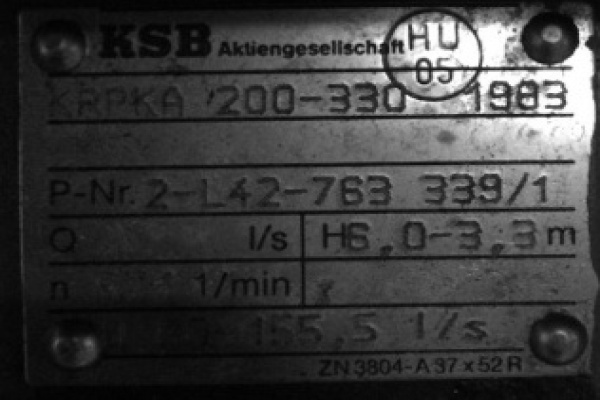 KSB Aktiengesellschaft HU 05
KRPKA 200-330 1983
P-Nr. 2-L42-763 339/1
Q l/s H6,0-3,3 m
n 1/min
155,5 l/s
ZN 3804-A 37 x 52 R